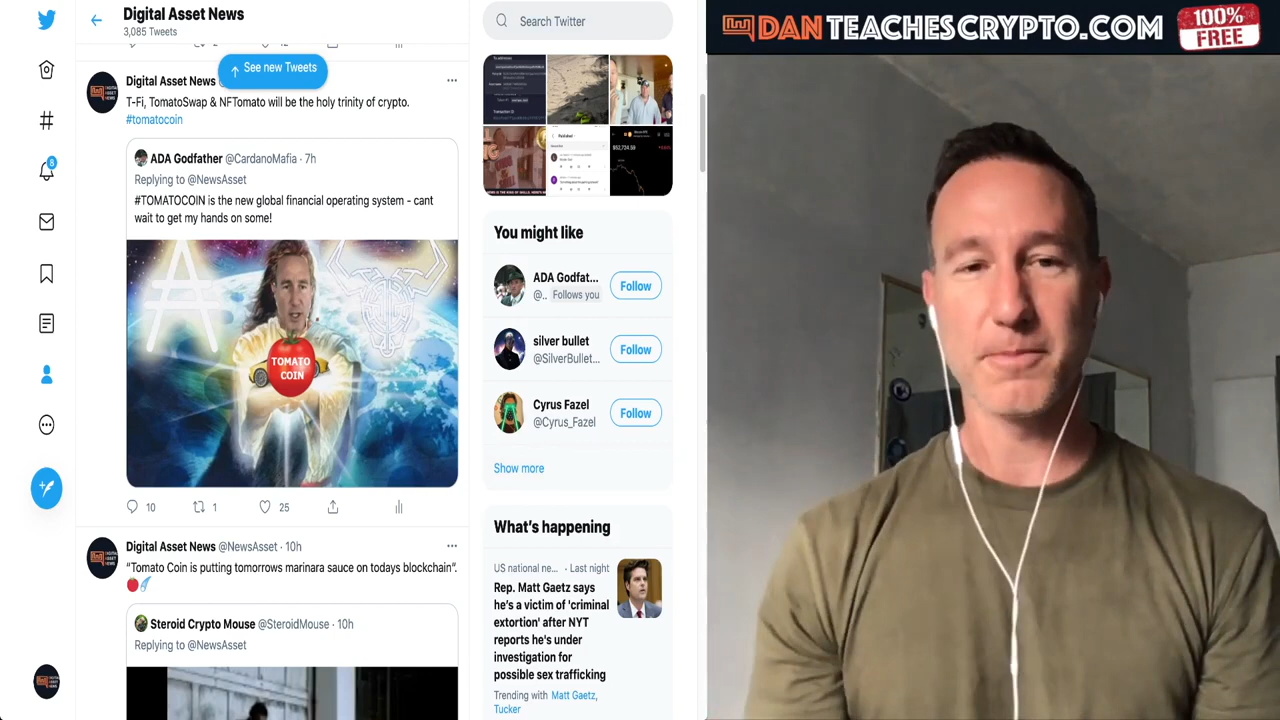 Digital Asset News
3,085 Tweets
See new Tweets
Digital Asset News
T-Fi, TomatoSwap & NFTomato will be the holy trinity of crypto.
#tomatocoin
ADA Godfather @CardanoMafia · 7h
Replying to @NewsAsset
#TOMATOCOIN is the new global financial operating system - cant
wait to get my hands on some!
TOMATO
COIN
10
1
25
Digital Asset News @NewsAsset · 10h
“Tomato Coin is putting tomorrows marinara sauce on todays blockchain”.
Steroid Crypto Mouse @SteroidMouse · 10h
Replying to @NewsAsset
8
Search Twitter
You might like
ADA Godfat...
@.. Follows you
Follow
silver bullet
@SilverBullet...
Follow
Cyrus Fazel
@Cyrus_Fazel
Follow
Show more
What’s happening
US national ne... · Last night
Rep. Matt Gaetz says
he’s a victim of ‘criminal
extortion’ after NYT
reports he’s under
investigation for
possible sex trafficking
Trending with Matt Gaetz,
Tucker
DANTEACHESCRYPTO.COM
100%
FREE